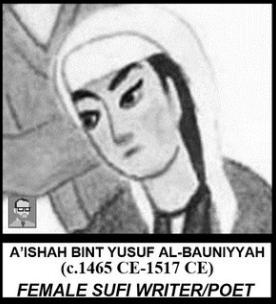 A'ISHAH BINT YUSUF AL-BAUNIYYAH
(c.1465 CE-1517 CE)
FEMALE SUFI WRITER/POET